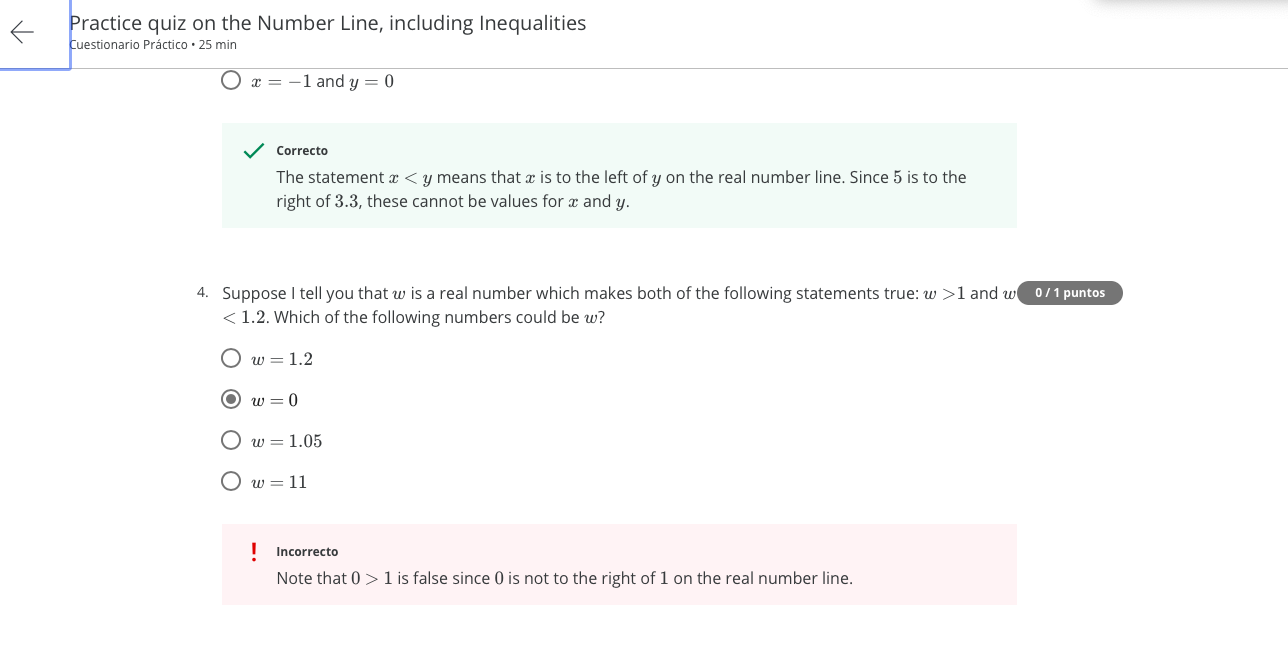 Practice quiz on the Number Line, including Inequalities
Cuestionario Práctico • 25 min
x = −1 and y = 0
Correcto
The statement x < y means that x is to the left of y on the real number line. Since 5 is to the
right of 3.3, these cannot be values for x and y.
4. Suppose I tell you that w is a real number which makes both of the following statements true: w >1 and w 0 / 1 puntos
< 1.2. Which of the following numbers could be w?
w = 1.2
w = 0
w = 1.05
w = 11
! Incorrecto
Note that 0 > 1 is false since 0 is not to the right of 1 on the real number line.